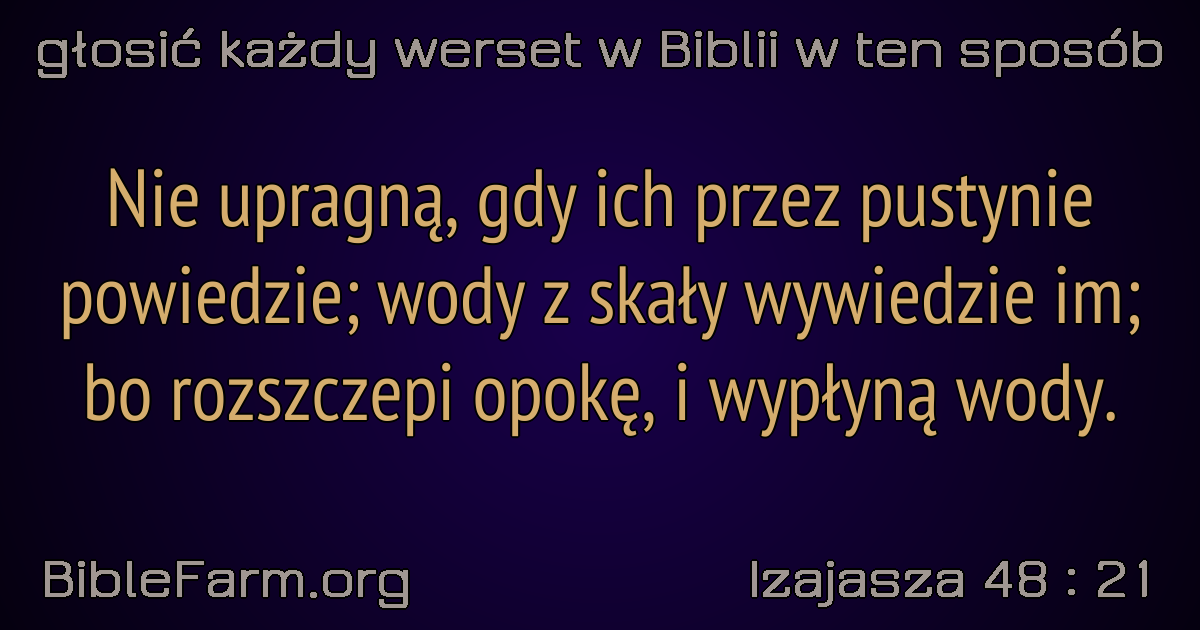 głosić każdy werset w Biblii w ten sposób
Nie upragną, gdy ich przez pustynie
powiedzie; wody z skały wywiedzie im;
bo rozszczepi opokę, i wypłyną wody.
BibleFarm.org
Izajasza 48 : 21